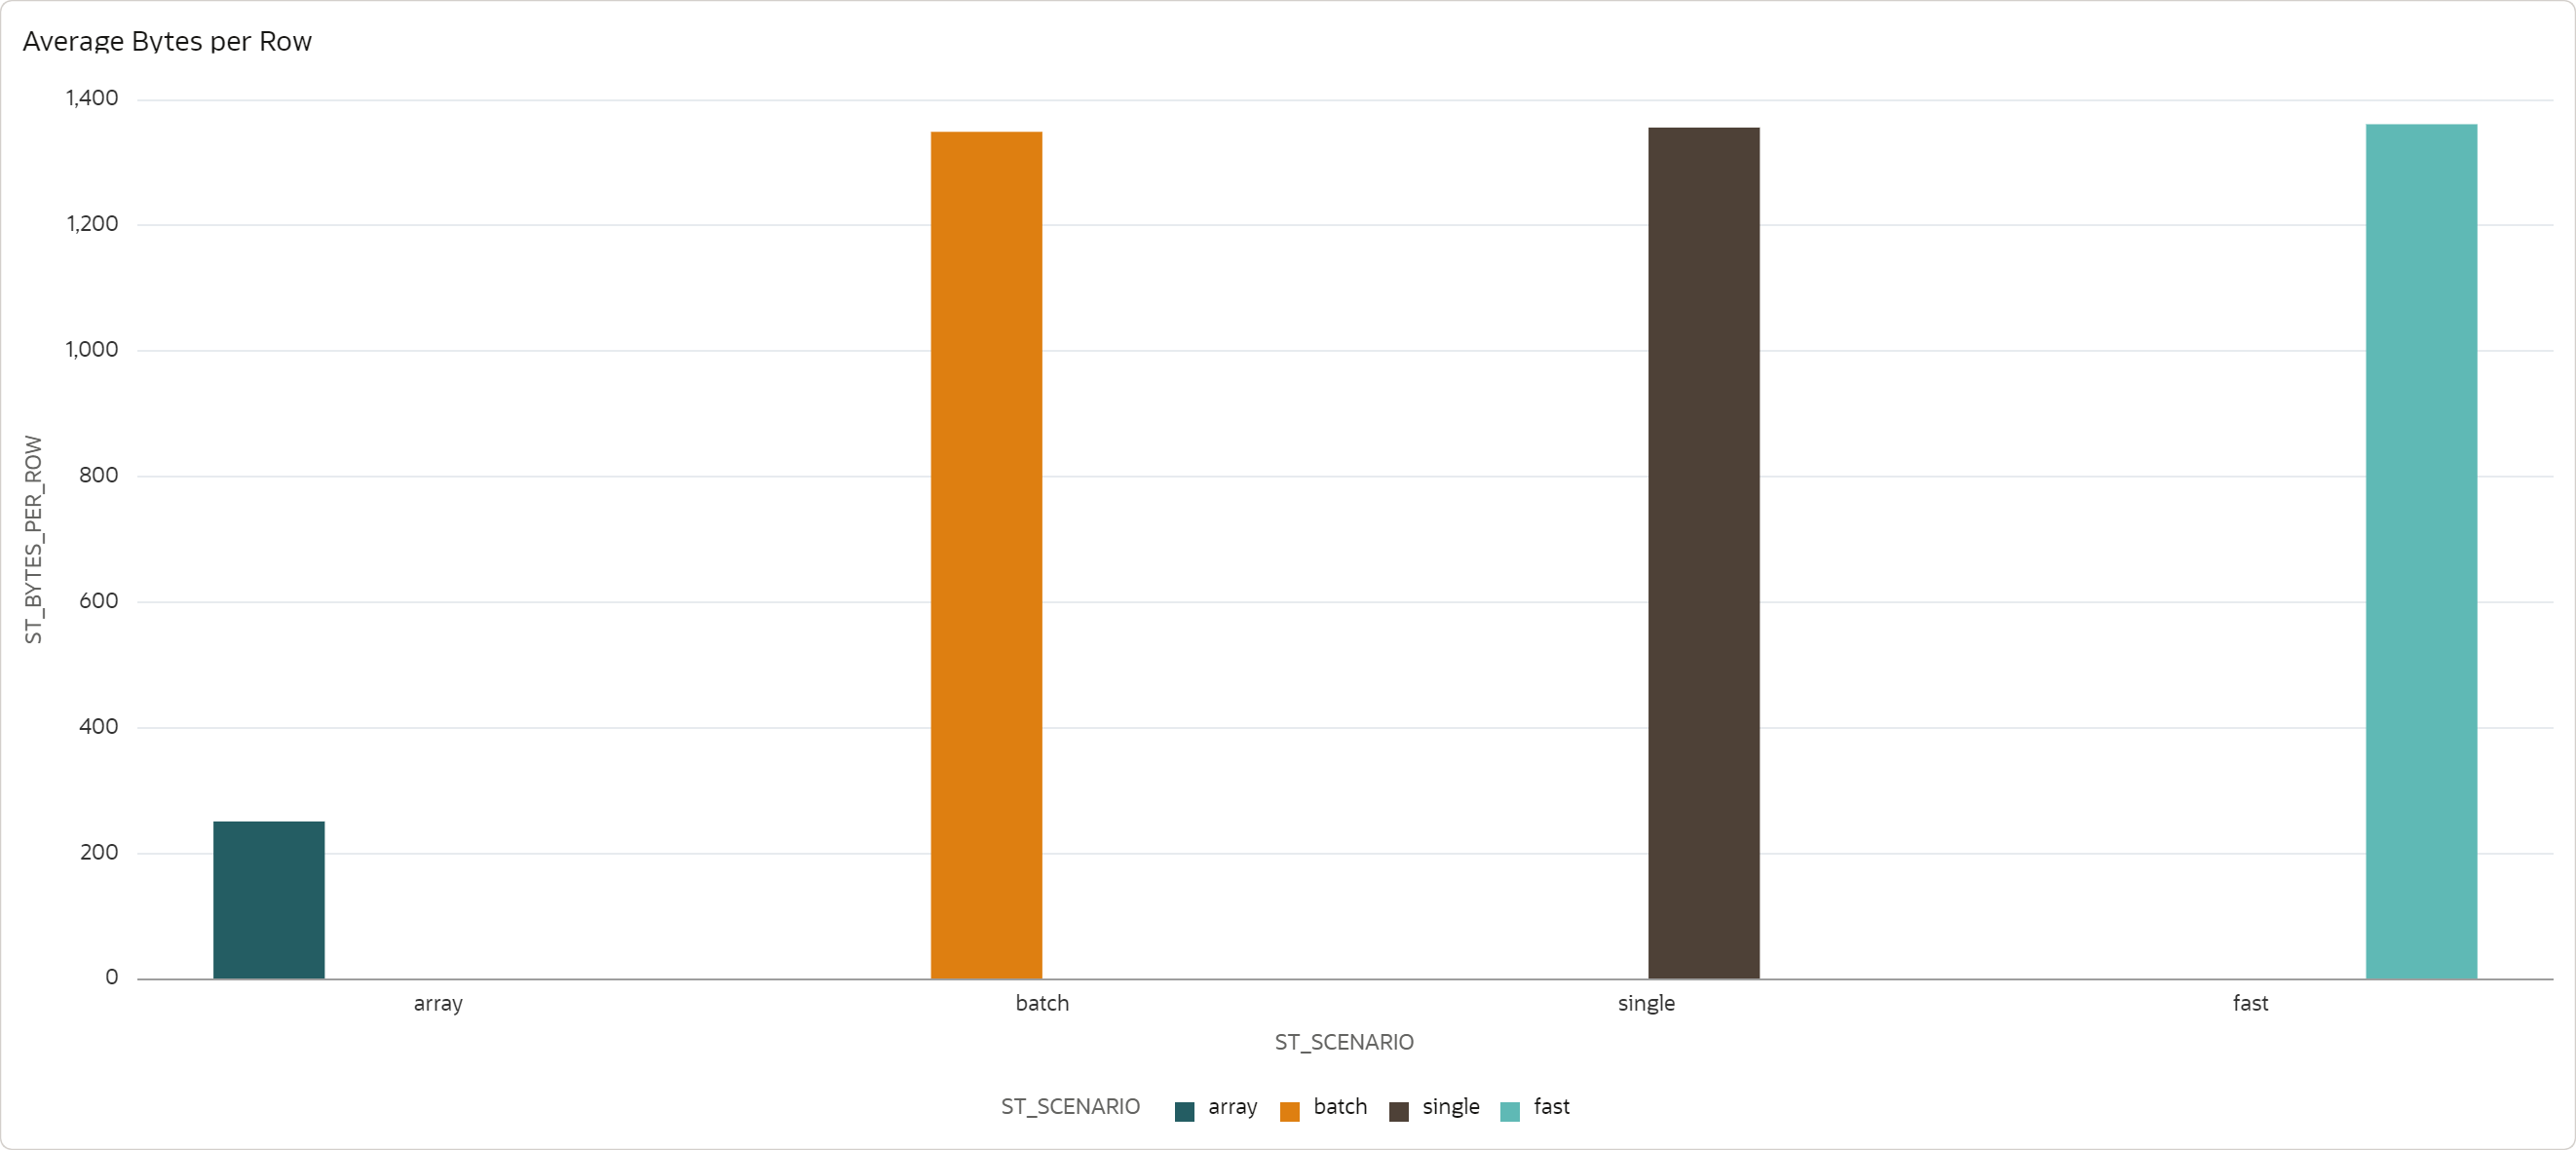 Average Bytes per Row
1,400
1,200
1,000
800
600
400
200
0
ST_BYTES_PER_ROW
array batch single fast
ST_SCENARIO
ST_SCENARIO array batch single fast